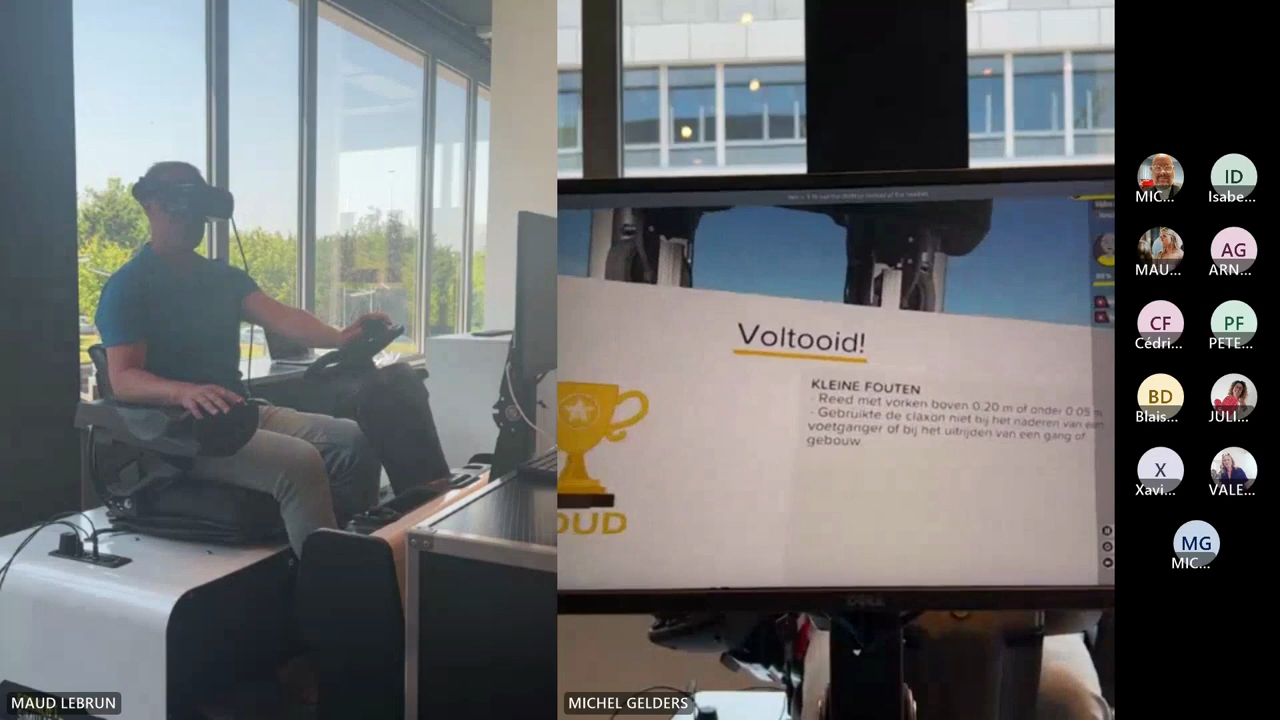 Voltooid!
KLEINE FOUTEN
- Reed met vorken boven 0.20 m of onder 0.05 m
- Gebruikte de claxon niet bij het naderen van een
voetganger of bij het uitrijden van een gang of
gebouw.
OUD
DELL
MAUD LEBRUN
MICHEL GELDERS
MIC...
ID
Isabe...
MAU...
AG
ARN...
CF
Cédri...
PF
PETE...
BD
Blais...
JULI...
X
Xavi...
VALE...
MG
MIC...